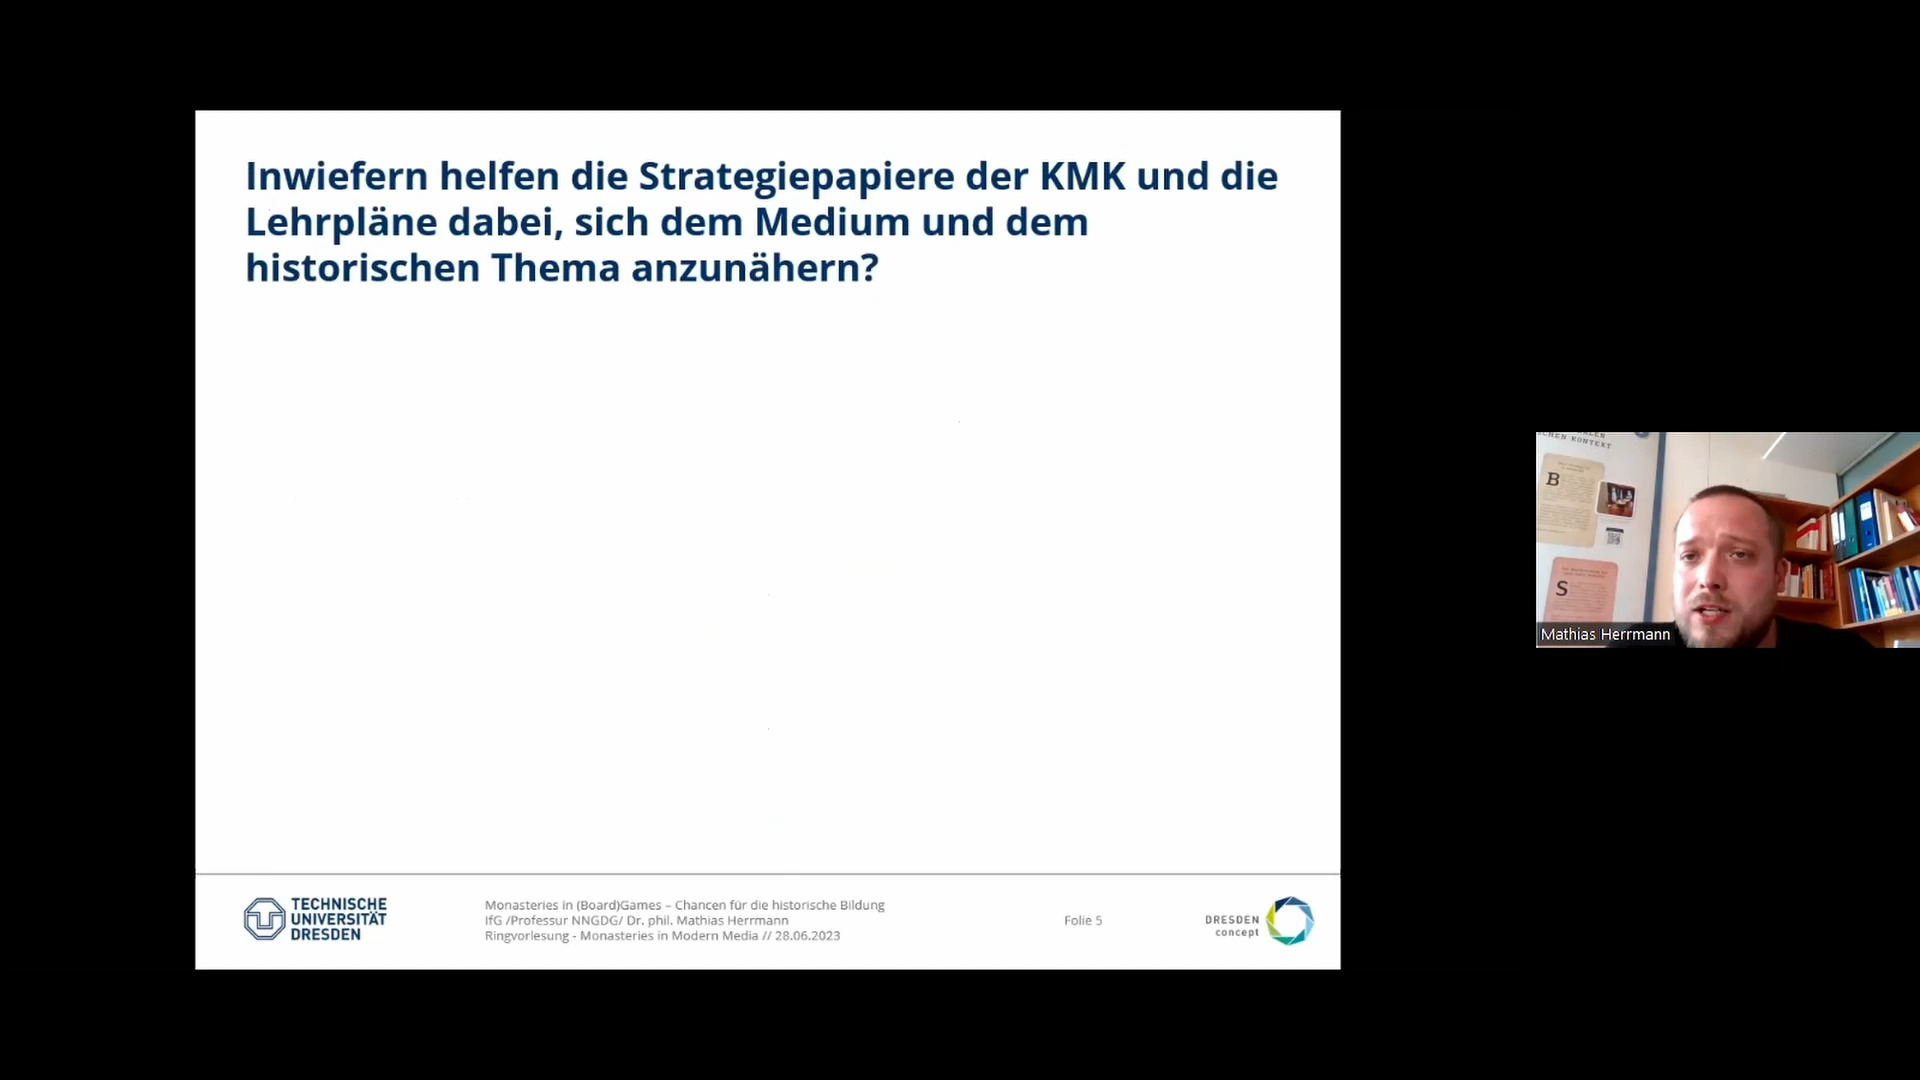 Inwiefern helfen die Strategiepapiere der KMK und die
Lehrpläne dabei, sich dem Medium und dem
historischen Thema anzunähern?
TECHNISCHE
UNIVERSITÄT
DRESDEN
Monasteries in (Board)Games – Chancen für die historische Bildung
IfG /Professur NNGDG/ Dr. phil. Mathias Herrmann
Ringvorlesung - Monasteries in Modern Media // 28.06.2023
Folie 5
DRESDEN
concept
KONTEXT
B
S
Mathias Herrmann